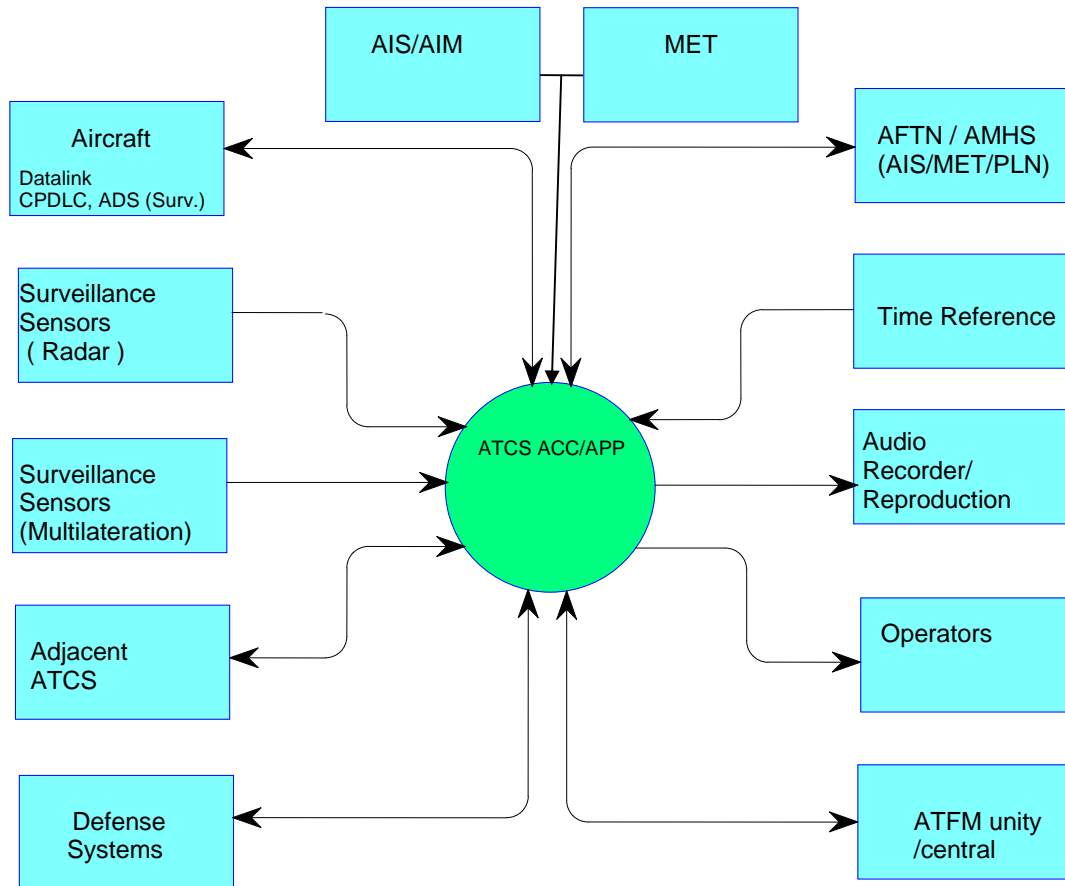 AIS/AIM
MET
Aircraft
Datalink
CPDLC, ADS (Surv.)
AFTN / AMHS
(AIS/MET/PLN)
Surveillance
Sensors
( Radar )
Time Reference
ATCS ACC/APP
Surveillance
Sensors
(Multilateration)
Audio
Recorder/
Reproduction
Adjacent
ATCS
Operators
Defense
Systems
ATFM unity
/central